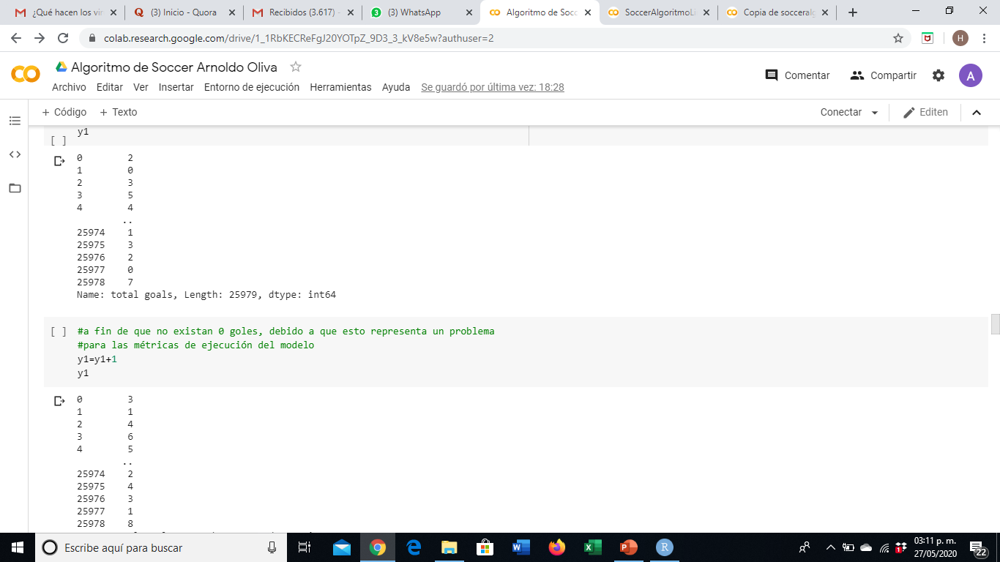 ¿Qué hacen los vir
(3) Inicio - Quora
Recibidos (3.617) -
(3) WhatsApp
Algoritmo de Socc
SoccerAlgoritmoLi
Copia de socceralg
colab.research.google.com/drive/1_1RbKECReFgJ20YOTpZ_9D3_3_kV8e5w?authuser=2
H
Algoritmo de Soccer Arnoldo Oliva
Comentar
Compartir
A
Archivo Editar Ver Insertar Entorno de ejecución Herramientas Ayuda Se guardó por última vez: 18:28
+ Código + Texto
Conectar
Editen
y1
[ ]
0 2
1 0
2 3
3 5
4 4
..
25974 1
25975 3
25976 2
25977 0
25978 7
Name: total goals, Length: 25979, dtype: int64
[ ] #a fin de que no existan 0 goles, debido a que esto representa un problema
#para las métricas de ejecución del modelo
y1=y1+1
y1
0 3
1 1
2 4
3 6
4 5
..
25974 2
25975 4
25976 3
25977 1
25978 8
Escribe aquí para buscar
03:11 p. m.
27/05/2020
22